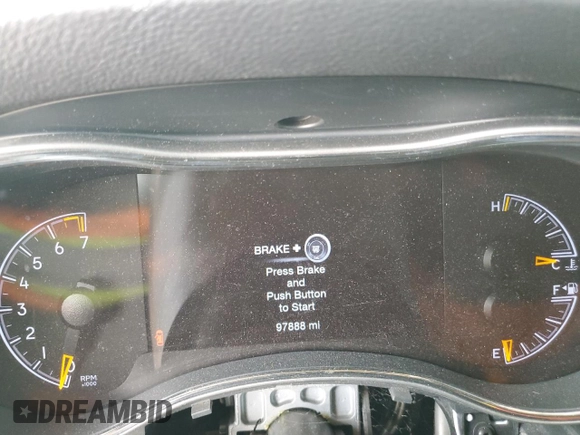 BRAKE +
Press Brake
and
Push Button
to Start
97888 mi
7
6
5
4
3
2
1
0
RPM
x1000
H
C
F
E
DREAMBID